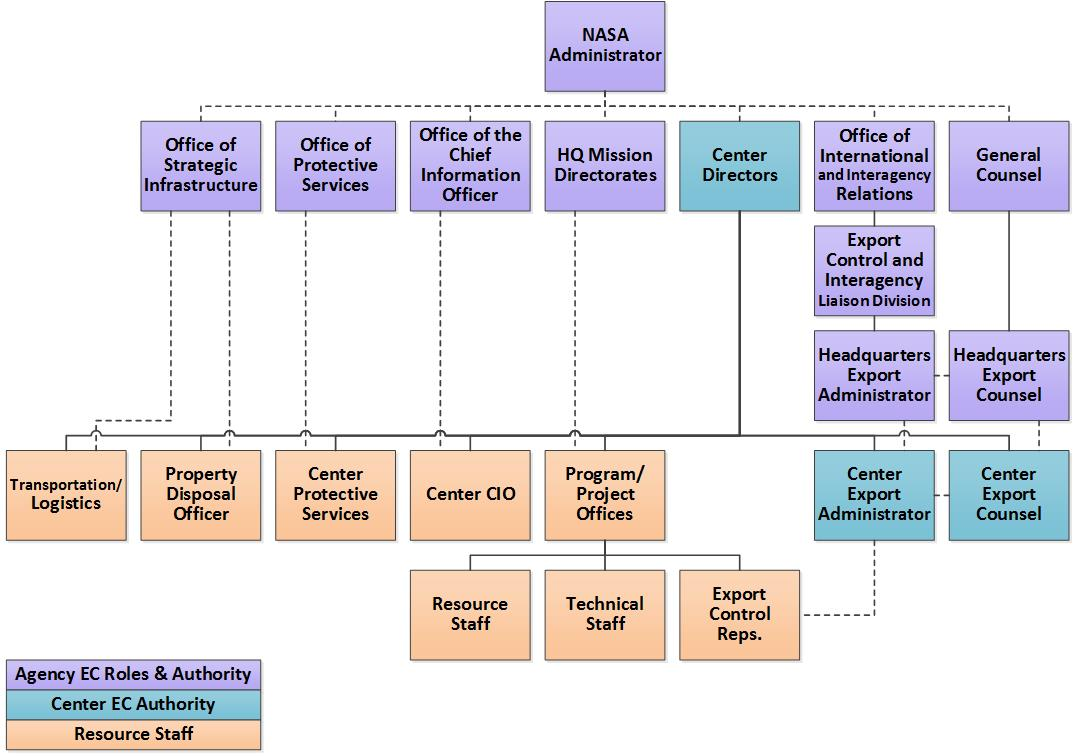 NASA
Administrator
Office of
Strategic
Infrastructure
Office of
Protective
Services
Office of the
Chief
Information
Officer
HQ Mission
Directorates
Center
Directors
Office of
International
and Interagency
Relations
General
Counsel
Export
Control and
Interagency
Liaison Division
Headquarters
Export
Administrator
Headquarters
Export
Counsel
Transportation/
Logistics
Property
Disposal
Officer
Center
Protective
Services
Center CIO
Program/
Project
Offices
Center
Export
Administrator
Center
Export
Counsel
Resource
Staff
Technical
Staff
Export
Control
Reps.
Agency EC Roles & Authority
Center EC Authority
Resource Staff